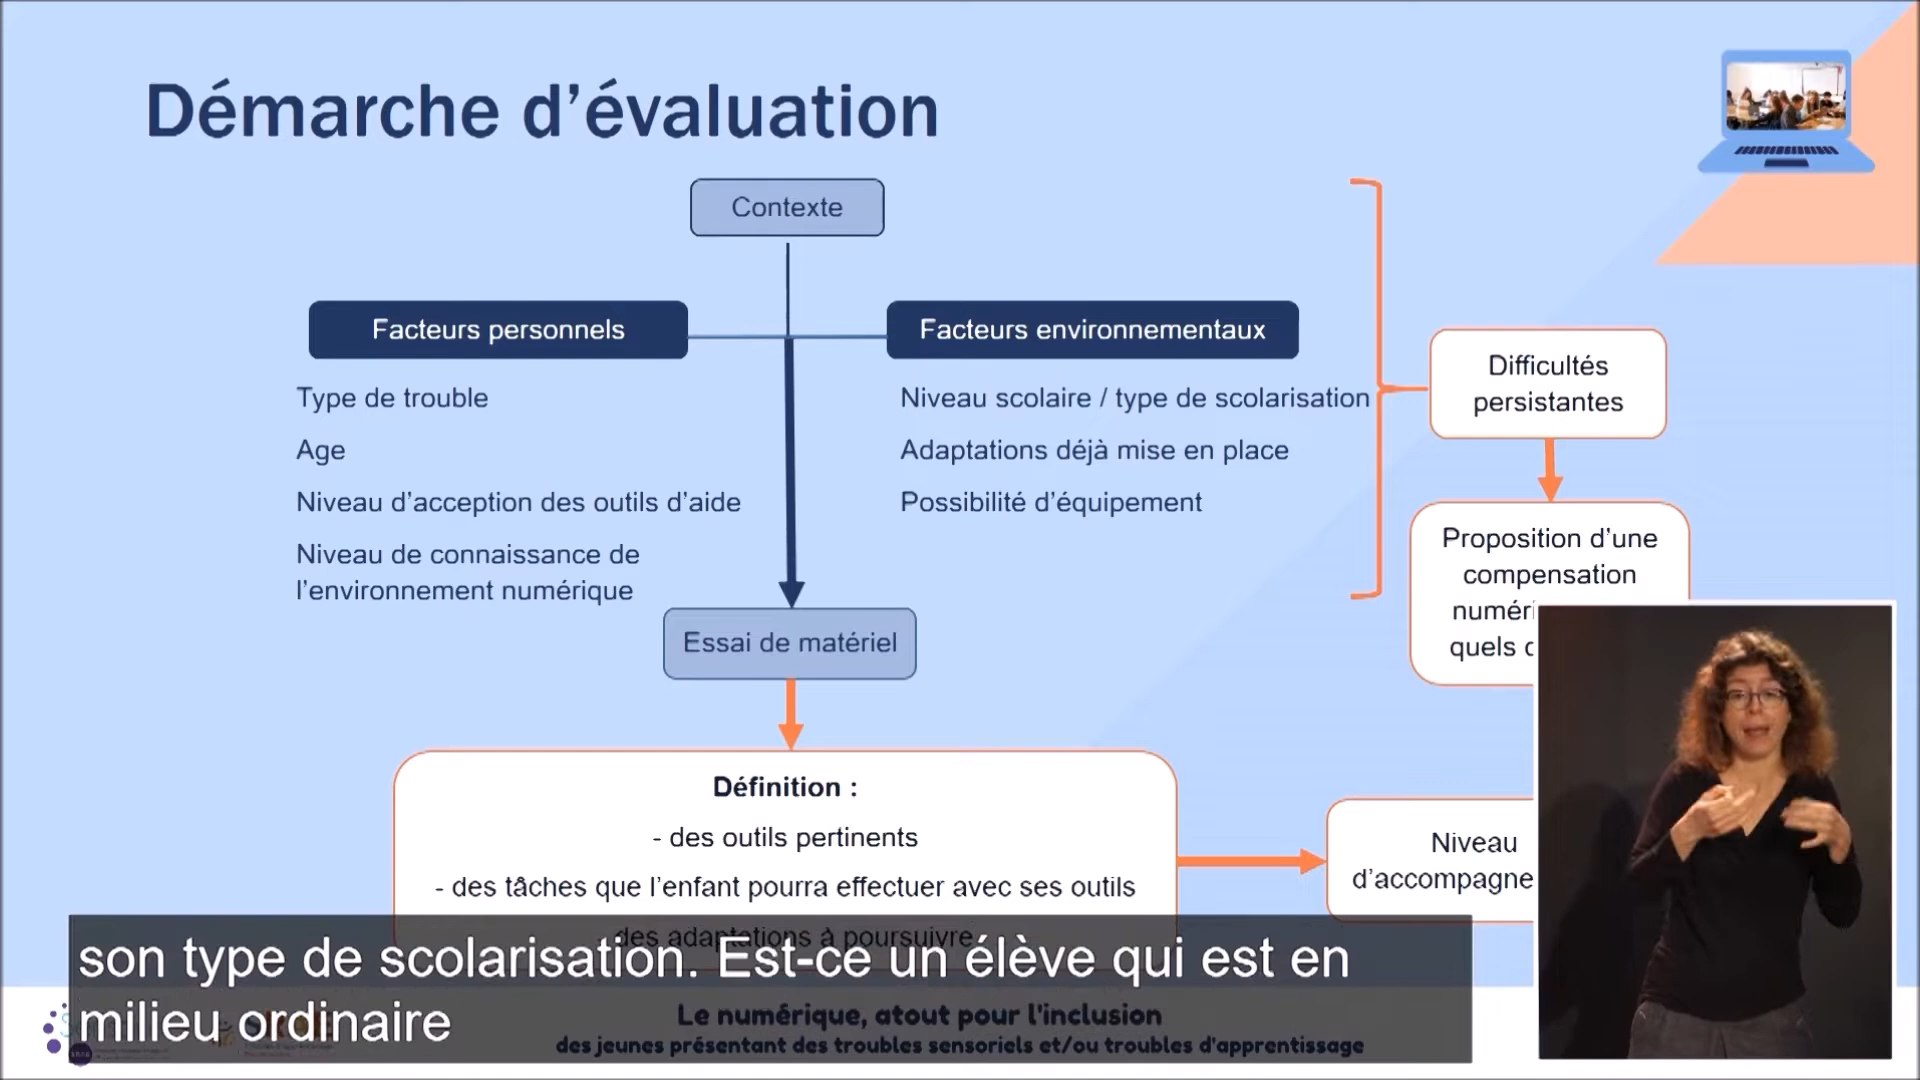 Démarche d’évaluation
Contexte
Facteurs personnels
Facteurs environnementaux
Type de trouble
Age
Niveau d’acception des outils d’aide
Niveau de connaissance de
l’environnement numérique
Niveau scolaire / type de scolarisation
Adaptations déjà mise en place
Possibilité d’équipement
Difficultés
persistantes
Proposition d’une
compensation
quels
Essai de matériel
Définition :
- des outils pertinents
- des tâches que l’enfant pourra effectuer avec ses outils
des adaptations à poursuivre
Niveau
son type de scolarisation. Est-ce un élève qui est en
milieu ordinaire
Le numérique, atout pour l'inclusion
des jeunes présentant des troubles sensoriels et/ou troubles d'apprentissage